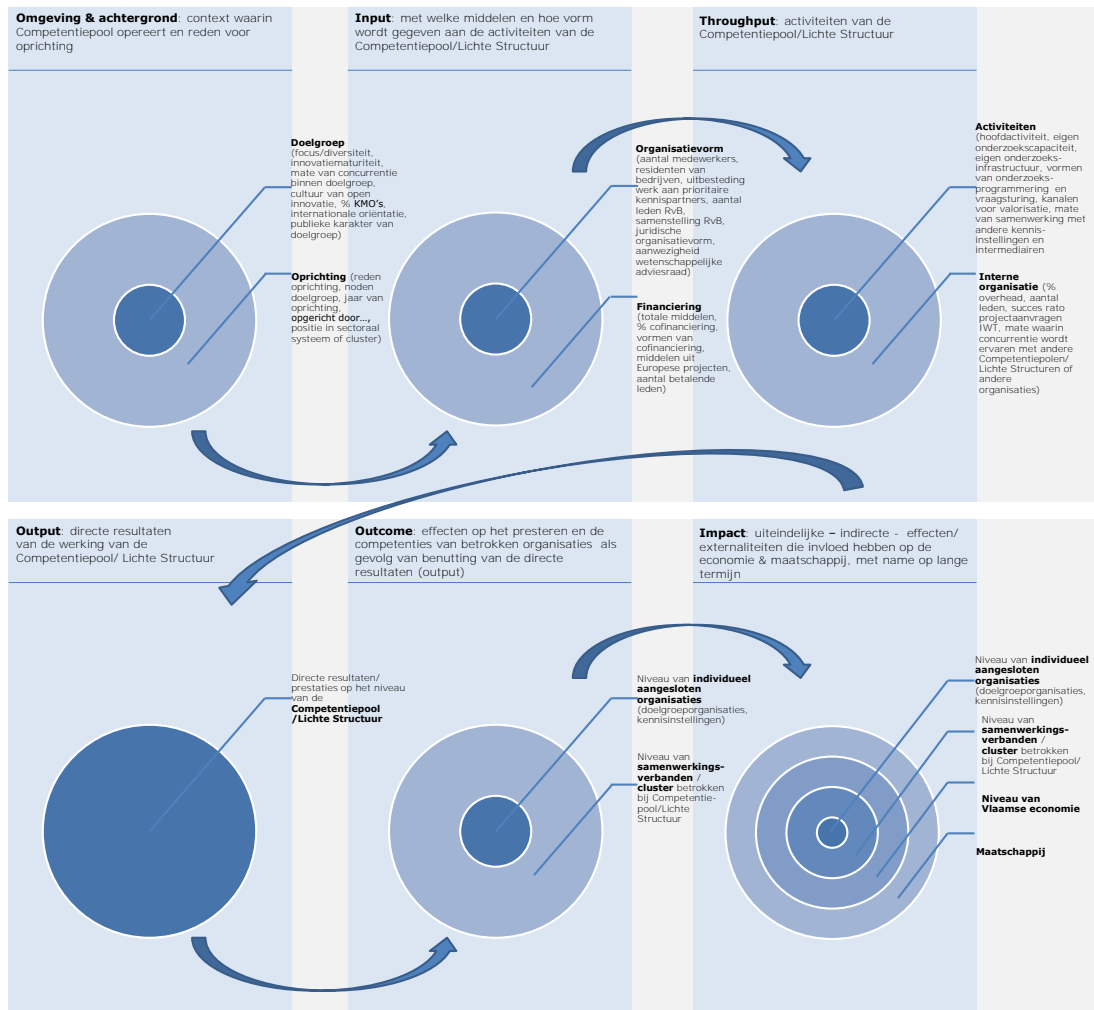 Omgeving & achtergrond: context waarin
Competentiepool opereert en reden voor
oprichting
Doelgroep
(focus/diversiteit,
innovatiematuriteit,
mate van concurrentie
binnen doelgroep,
cultuur van open
innovatie, % KMO's,
internationale oriëntatie,
publieke karakter van
doelgroep)
Oprichting (reden
oprichting, noden
doelgroep, jaar van
oprichting,
opgericht door...,
positie in sectoraal
systeem of cluster)
Input: met welke middelen en hoe vorm
wordt gegeven aan de activiteiten van de
Competentiepool/Lichte Structuur
Organisatievorm
(aantal medewerkers,
residenten van
bedrijven, uitbesteding
werk aan prioritaire
kennispartners, aantal
leden RvB,
samenstelling RvB,
juridische
organisatievorm,
aanwezigheid
wetenschappelijke
adviesraad)
Financiering
(totale middelen,
% cofinanciering,
vormen van
cofinanciering,
middelen uit
Europese projecten,
aantal betalende
leden)
Throughput: activiteiten van de
Competentiepool/Lichte Structuur
Activiteiten
(hoofdactiviteit, eigen
onderzoekscapaciteit,
eigen onderzoeks-
infrastructuur, vormen
van onderzoeks-
programmering en
vraagsturing, kanalen
voor valorisatie, mate
van samenwerking met
andere kennis-
instellingen en
intermediairen
Interne
organisatie (%
overhead, aantal
leden, succes rato
projectaanvragen
IWT, mate waarin
concurrentie wordt
ervaren met andere
Competentiepolen/
Lichte Structuren of
andere
organisaties)
Output: directe resultaten
van de werking van de
Competentiepool/ Lichte Structuur
Directe resultaten/
prestaties op het niveau
van de
Competentiepool
/Lichte Structuur
Outcome: effecten op het presteren en de
competenties van betrokken organisaties als
gevolg van benutting van de directe
resultaten (output)
Niveau van individueel
aangesloten
organisaties
(doelgroeporganisaties,
kennisinstellingen)
Niveau van
samenwerkings-
verbanden /
cluster betrokken
bij Competentie-
pool/Lichte
Structuur
Impact: uiteindelijke – indirecte - effecten/
externaliteiten die invloed hebben op de
economie & maatschappij, met name op lange
termijn
Niveau van individueel
aangesloten
organisaties
(doelgroeporganisaties,
kennisinstellingen)
Niveau van
samenwerkings-
verbanden /
cluster betrokken
bij Competentiepool/
Lichte Structuur
Niveau van
Vlaamse economie
Maatschappij